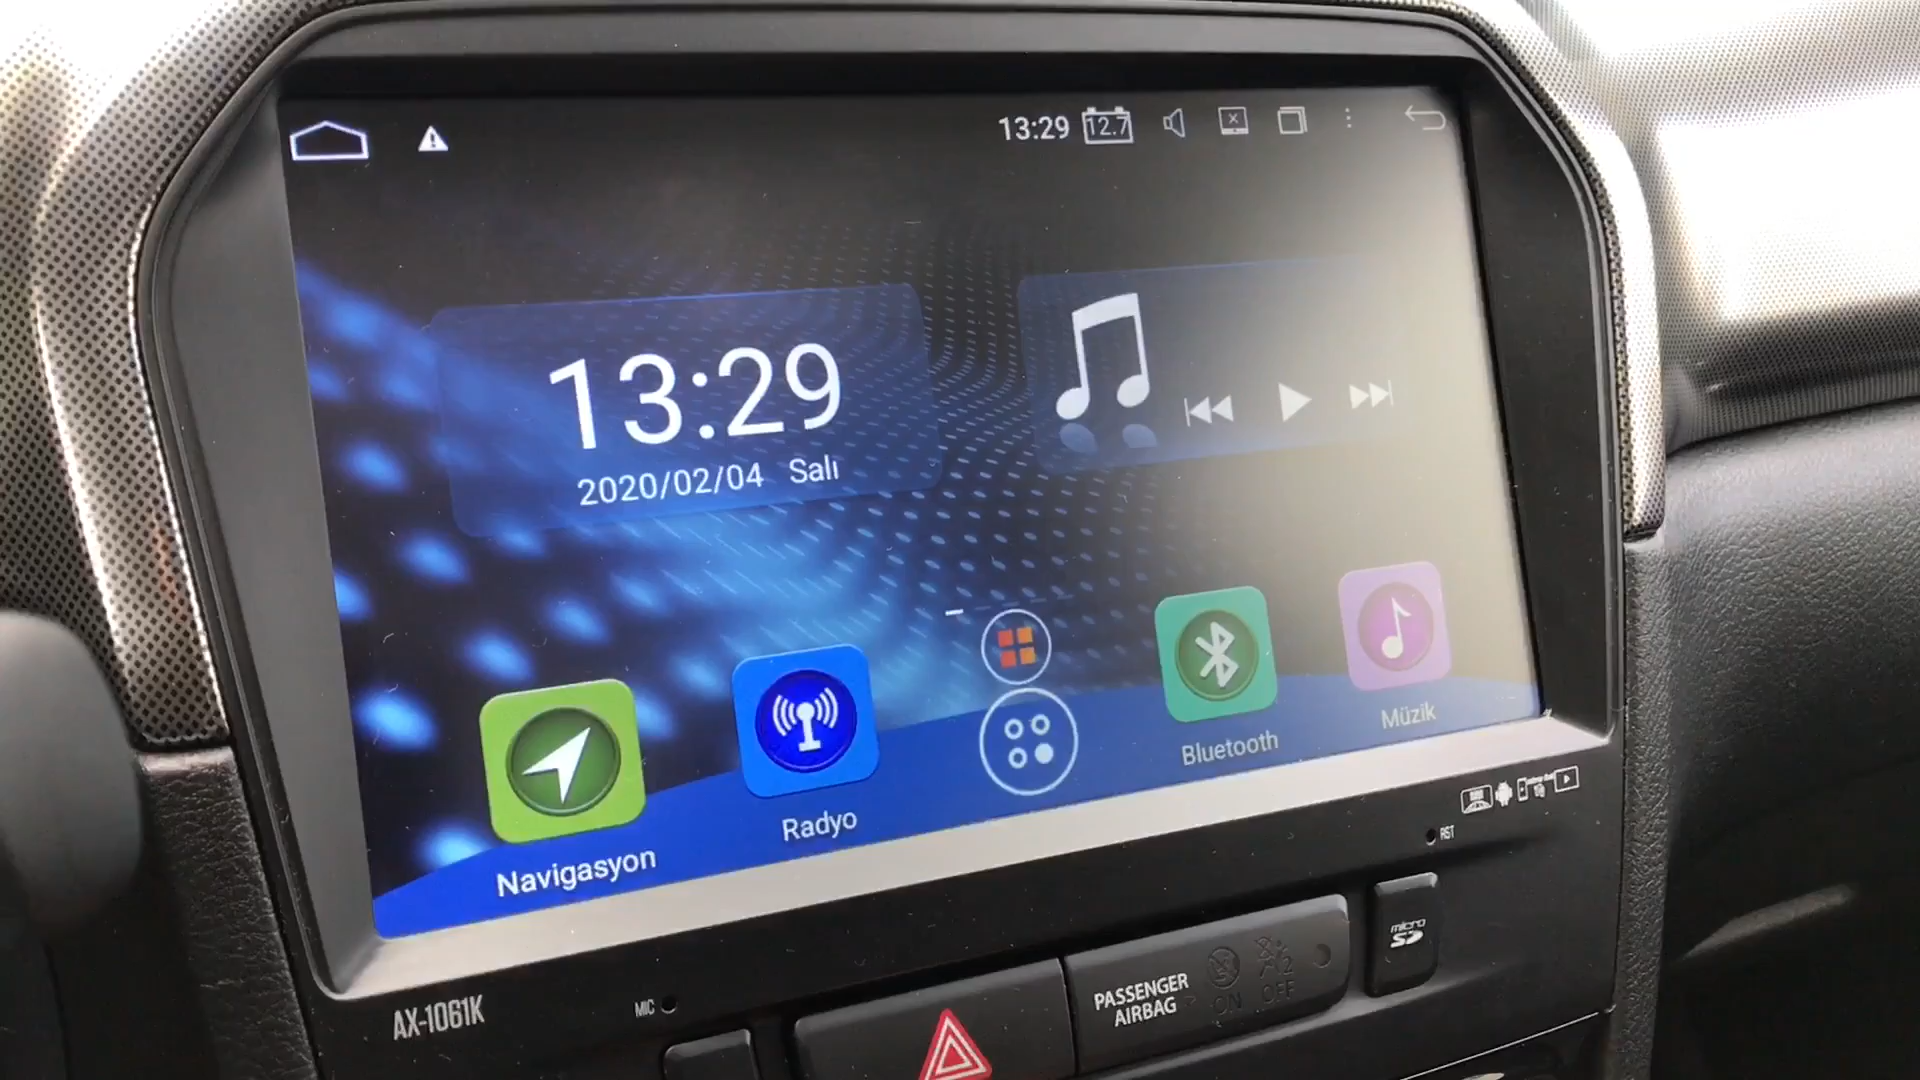 13:29 12.7
13:29
2020/02/04 Salı
Navigasyon
Radyo
Bluetooth
Müzik
RST
AX-1061K
MIC
PASSENGER
AIRBAG
ON OFF
micro
SD